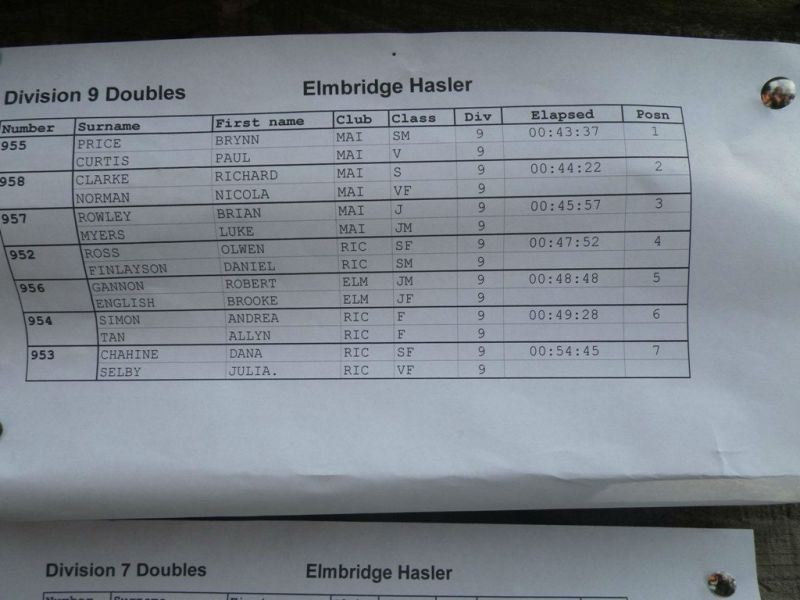 Division 9 Doubles Elmbridge Hasler
Number Surname First name Club Class Div Elapsed Posn
955 PRICE BRYNN MAI SM 9 00:43:37 1
CURTIS PAUL MAI V 9
958 CLARKE RICHARD MAI S 9 00:44:22 2
NORMAN NICOLA MAI VF 9
957 ROWLEY BRIAN MAI J 9 00:45:57 3
MYERS LUKE MAI JM 9
952 ROSS OLWEN RIC SF 9 00:47:52 4
FINLAYSON DANIEL RIC SM 9
956 GANNON ROBERT ELM JM 9 00:48:48 5
ENGLISH BROOKE ELM JF 9
954 SIMON ANDREA RIC F 9 00:49:28 6
TAN ALLYN RIC F 9
953 CHAHINE DANA RIC SF 9 00:54:45 7
SELBY JULIA. RIC VF 9
Division 7 Doubles Elmbridge Hasler
Number Surname